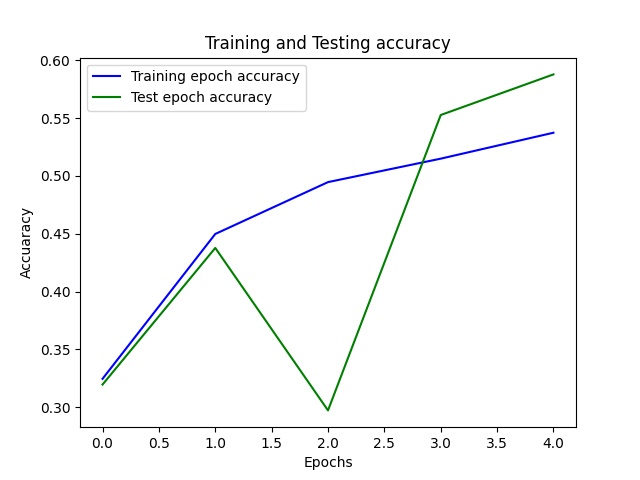 Training and Testing accuracy
Training epoch accuracy
Test epoch accuracy
0.60
0.55
0.50
0.45
0.40
0.35
0.30
Accuaracy
0.0 0.5 1.0 1.5 2.0 2.5 3.0 3.5 4.0
Epochs